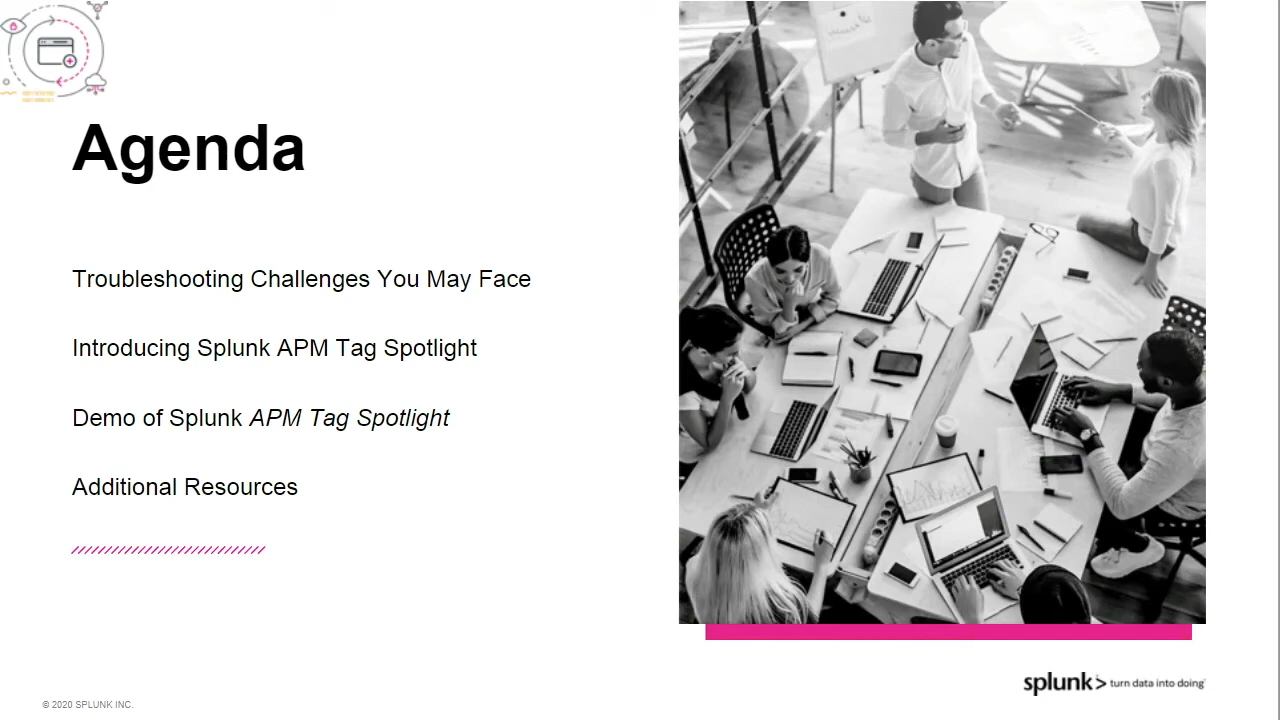 Agenda
Troubleshooting Challenges You May Face
Introducing Splunk APM Tag Spotlight
Demo of Splunk APM Tag Spotlight
Additional Resources
splunk> turn data into doing
© 2020 SPLUNK INC.